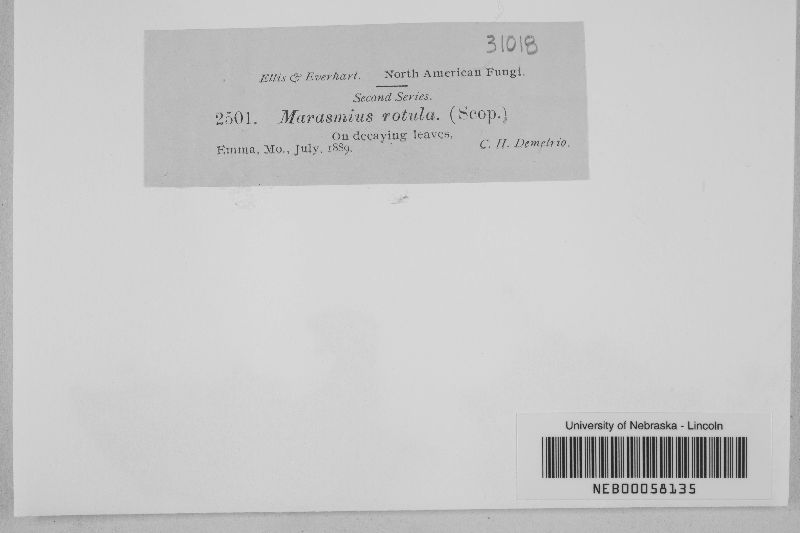 31018
Ellis & Everhart. North American Fungi.
Second Series.
2501. Marasmius rotula. (Scop.)
On decaying leaves.
Emma, Mo., July, 1889. C. H. Demetrio.
University of Nebraska - Lincoln
NEB00058135